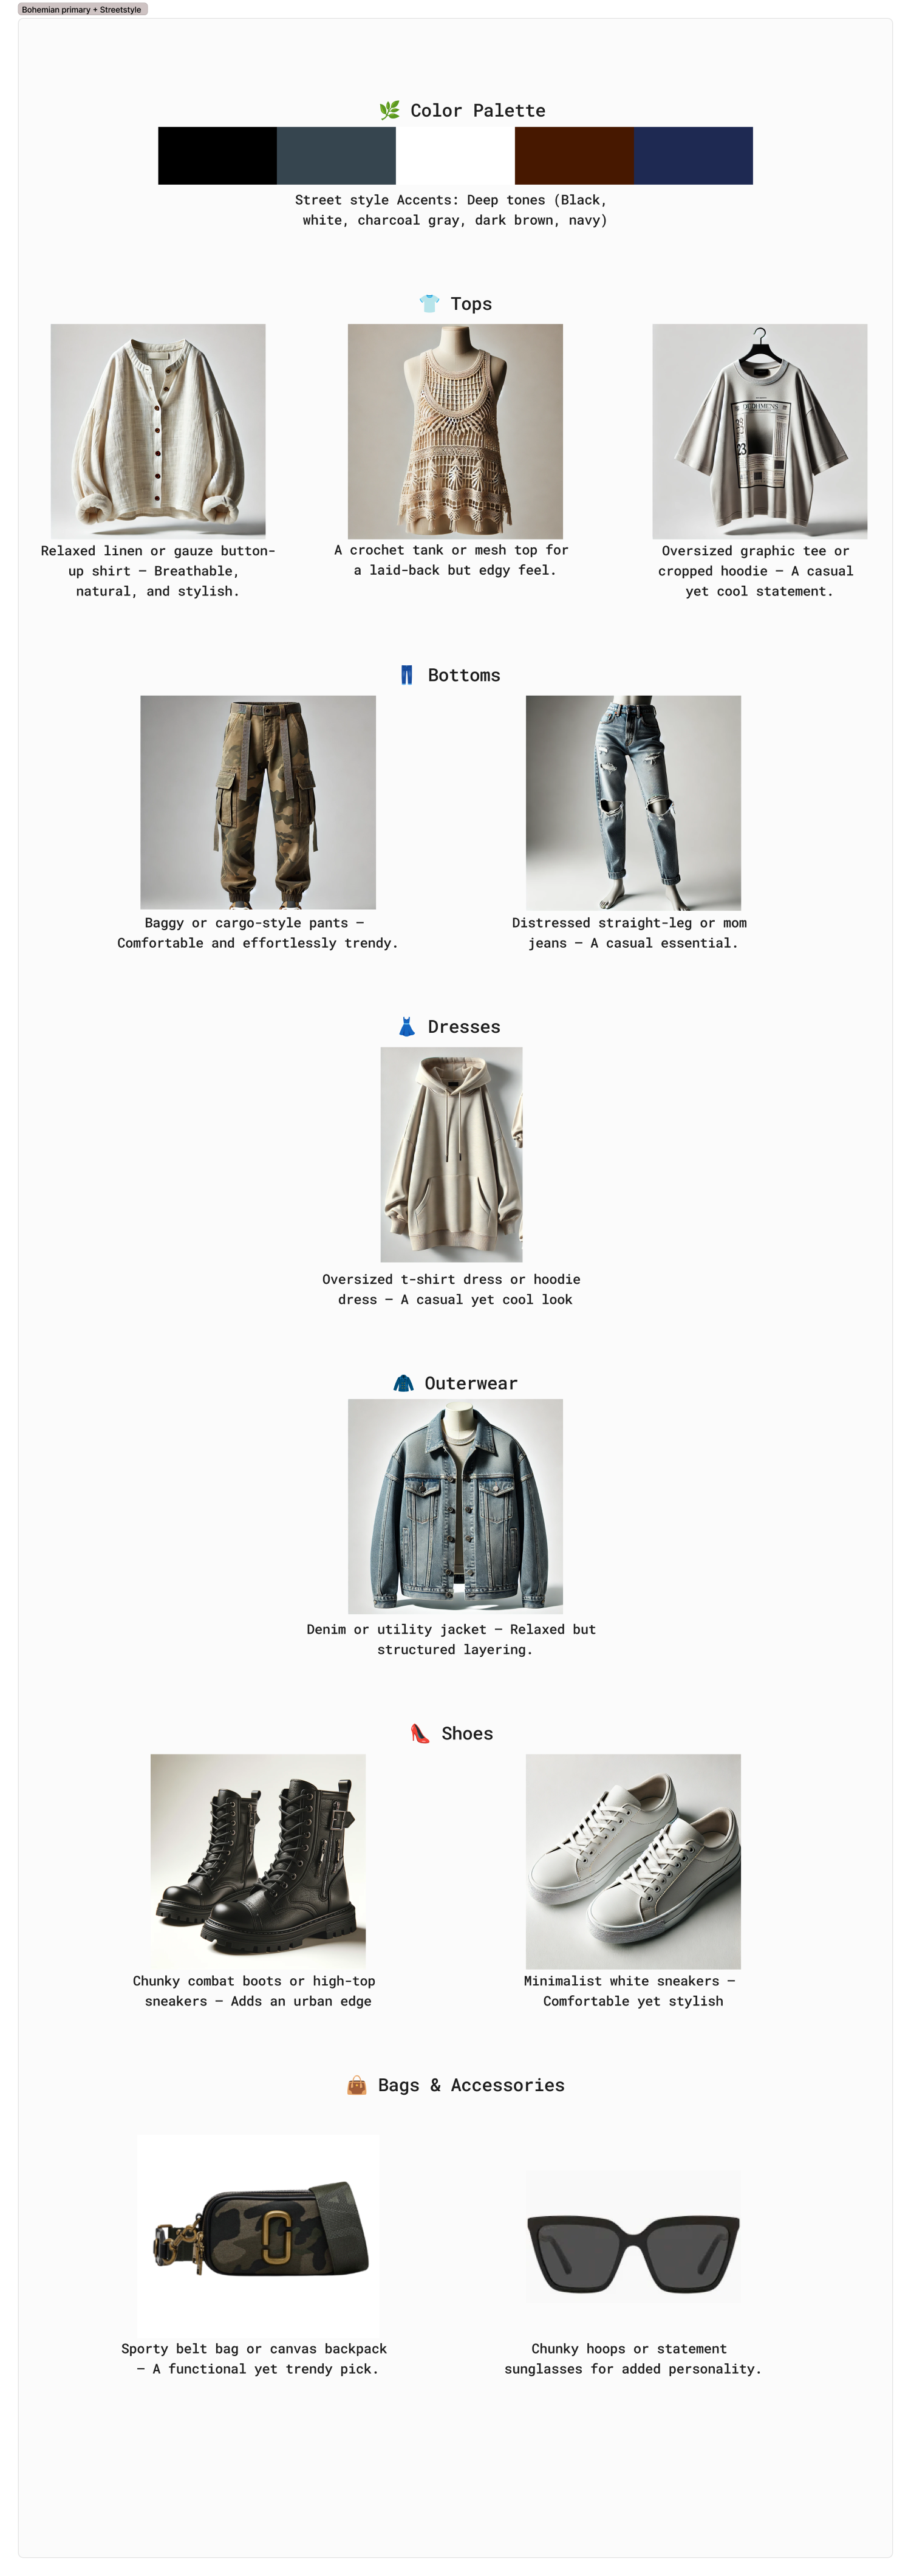 Bohemian primary + Streetstyle
🌿 Color Palette
Street style Accents: Deep tones (Black,
white, charcoal gray, dark brown, navy)
👕 Tops
Relaxed linen or gauze button-
up shirt – Breathable,
natural, and stylish.
A crochet tank or mesh top for
a laid-back but edgy feel.
23
Oversized graphic tee or
cropped hoodie – A casual
yet cool statement.
👖 Bottoms
Baggy or cargo-style pants –
Comfortable and effortlessly trendy.
Distressed straight-leg or mom
jeans – A casual essential.
👗 Dresses
Oversized t-shirt dress or hoodie
dress – A casual yet cool look
🧥 Outerwear
Denim or utility jacket – Relaxed but
structured layering.
👠 Shoes
Chunky combat boots or high-top
sneakers – Adds an urban edge
Minimalist white sneakers –
Comfortable yet stylish
👜 Bags & Accessories
Sporty belt bag or canvas backpack
– A functional yet trendy pick.
Chunky hoops or statement
sunglasses for added personality.